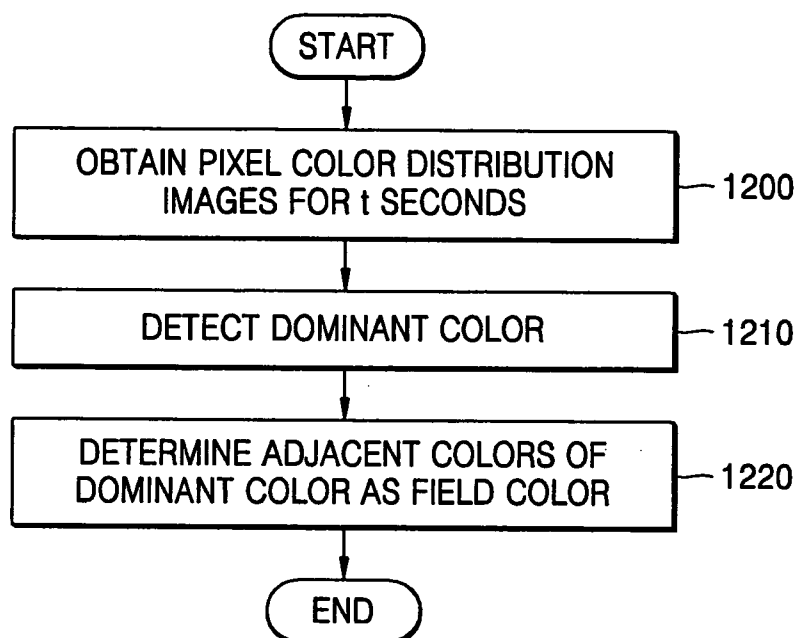 START
OBTAIN PIXEL COLOR DISTRIBUTION
IMAGES FOR t SECONDS
1200
DETECT DOMINANT COLOR
1210
DETERMINE ADJACENT COLORS OF
DOMINANT COLOR AS FIELD COLOR
1220
END